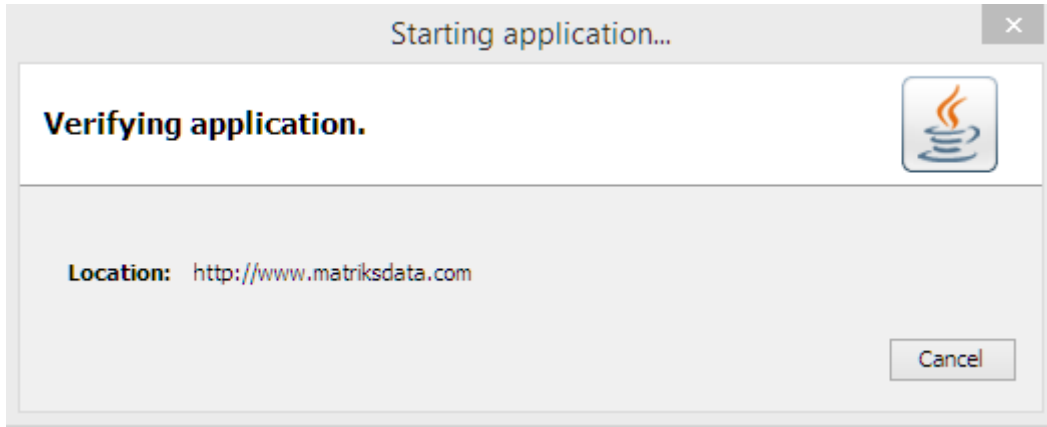 Starting application...
Verifying application.
Location: http://www.matriksdata.com
Cancel